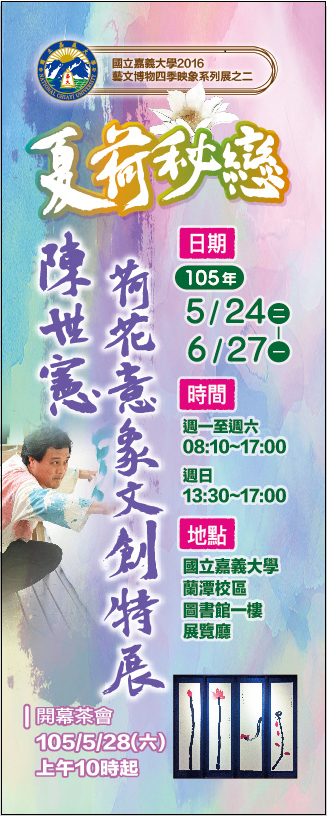 國立嘉義大學2016
藝文博物四季映象系列展之二
夏荷秘戀
陳世憲
荷花意象文創特展
日期
105年
5/24二
6/27一
時間
週一至週六
08:10~17:00
週日
13:30~17:00
地點
國立嘉義大學
蘭潭校區
圖書館一樓
展覽廳
開幕茶會
105/5/28(六)
上午10時起